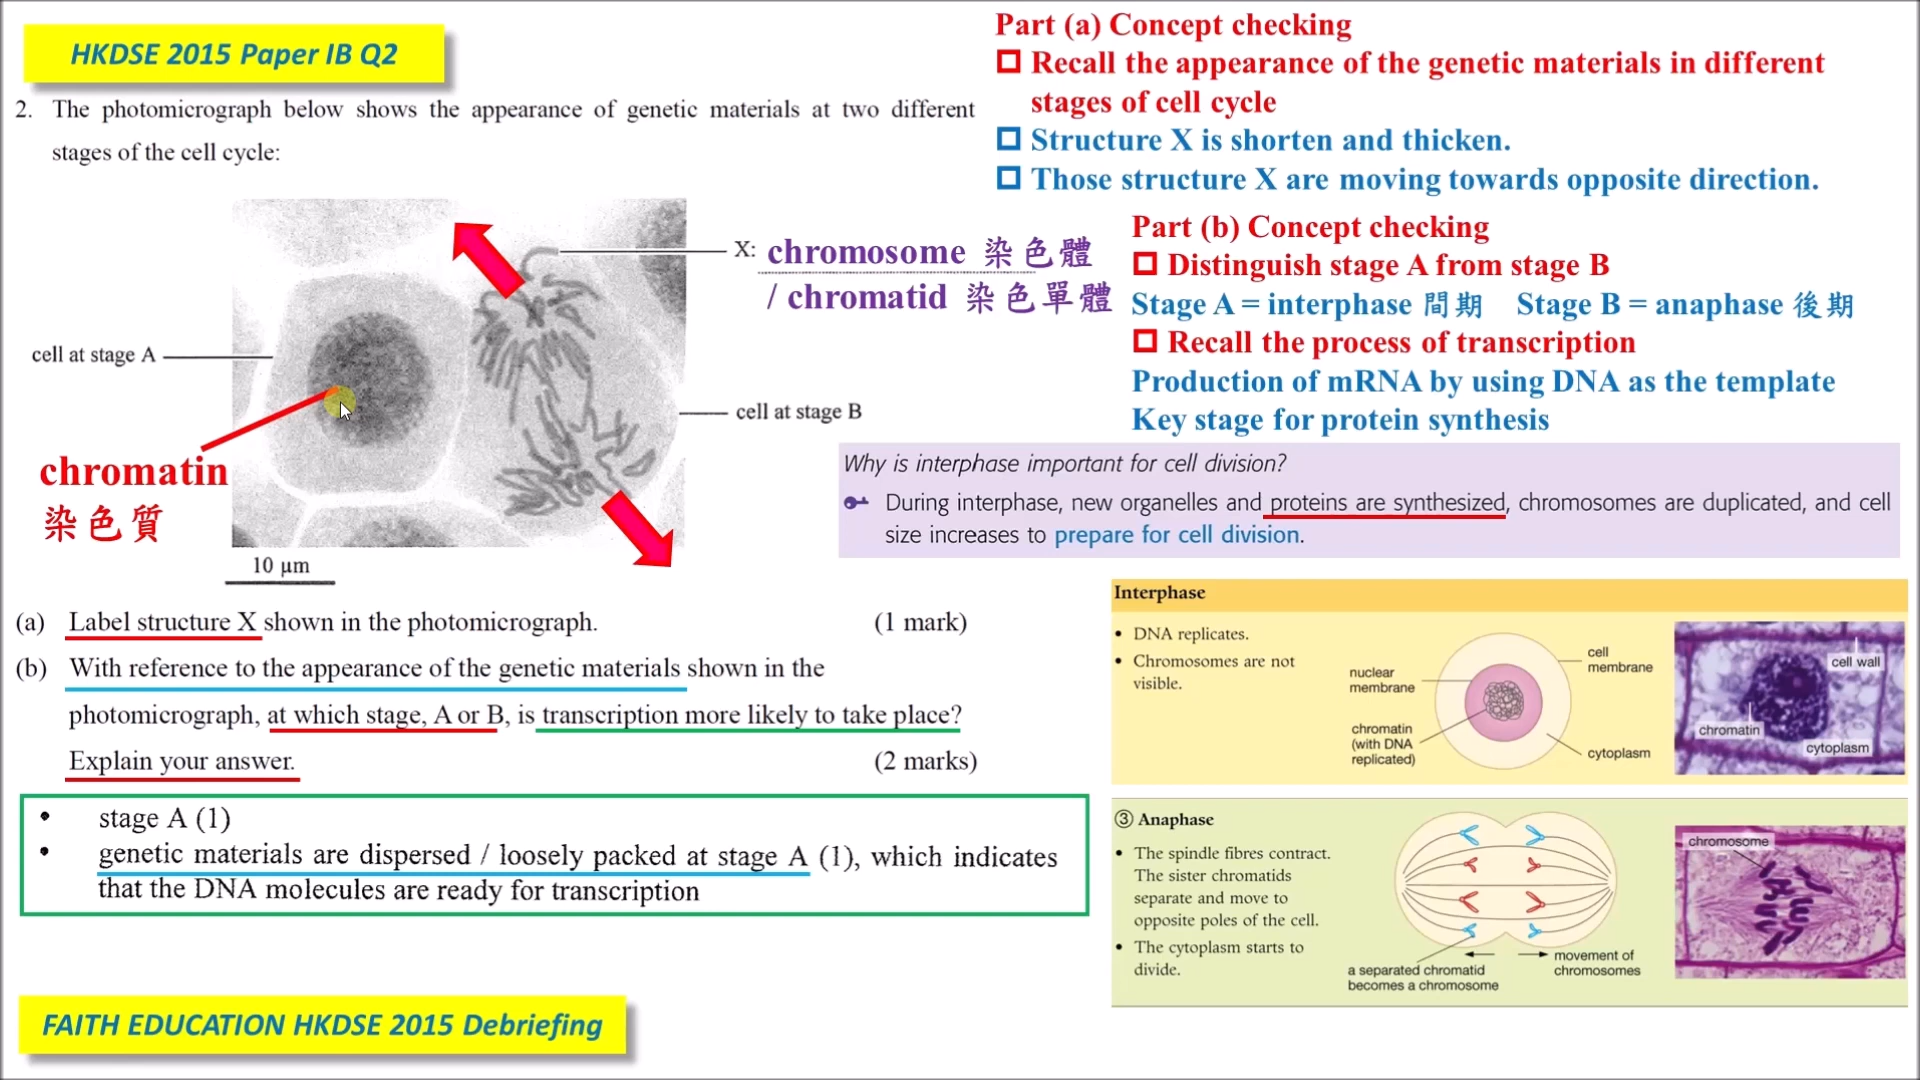 HKDSE 2015 Paper IB Q2
2. The photomicrograph below shows the appearance of genetic materials at two different
stages of the cell cycle:
X: chromosome 染色體
/ chromatid 染色單體
cell at stage A
cell at stage B
chromatin
染色質
10 µm
(a) Label structure X shown in the photomicrograph. (1 mark)
(b) With reference to the appearance of the genetic materials shown in the
photomicrograph, at which stage, A or B, is transcription more likely to take place?
Explain your answer. (2 marks)
• stage A (1)
• genetic materials are dispersed / loosely packed at stage A (1), which indicates
that the DNA molecules are ready for transcription
FAITH EDUCATION HKDSE 2015 Debriefing
Part (a) Concept checking
Recall the appearance of the genetic materials in different
stages of cell cycle
Structure X is shorten and thicken.
Those structure X are moving towards opposite direction.
Part (b) Concept checking
Distinguish stage A from stage B
Stage A = interphase 間期 Stage B = anaphase 後期
Recall the process of transcription
Production of mRNA by using DNA as the template
Key stage for protein synthesis
Why is interphase important for cell division?
During interphase, new organelles and proteins are synthesized, chromosomes are duplicated, and cell
size increases to prepare for cell division.
Interphase
• DNA replicates.
• Chromosomes are not
visible.
nuclear
membrane
chromatin
(with DNA
replicated)
cell
membrane
cytoplasm
cell wall
chromatin
cytoplasm
③ Anaphase
• The spindle fibres contract.
The sister chromatids
separate and move to
opposite poles of the cell.
• The cytoplasm starts to
divide.
a separated chromatid
becomes a chromosome
movement of
chromosomes
chromosome